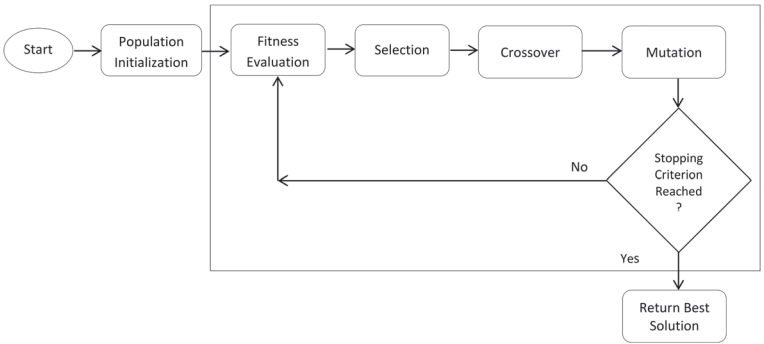 Start
Population
Initialization
Fitness
Evaluation
Selection
Crossover
Mutation
Stopping
Criterion
Reached
?
No
Yes
Return Best
Solution